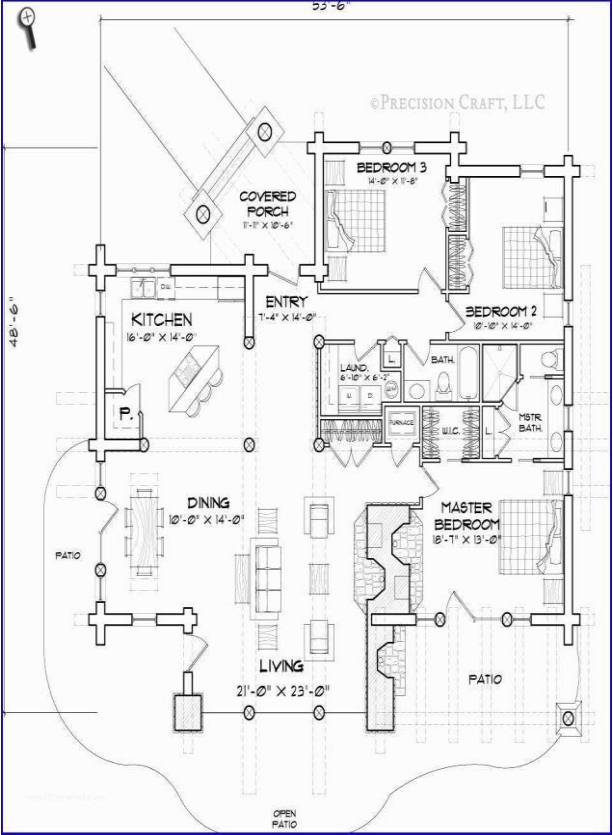 53'-6"
©PRECISION CRAFT, LLC
BEDROOM 3
14'-0" X 11'-8"
COVERED
PORCH
11'-11" X 10'-6"
48'-6"
D.W.
ENTRY
7'-4" X 14'-0"
BEDROOM 2
10'-10" X 14'-0"
KITCHEN
16'-0" X 14'-0"
LAUND.
6'-10" X 6'-2"
L.
BATH.
W.
D.
P.
FURNACE
W.I.C.
L.
MSTR.
BATH.
DINING
10'-0" X 14'-0"
MASTER
BEDROOM
18'-7" X 13'-0"
PATIO
LIVING
21'-0" X 23'-0"
PATIO
OPEN
PATIO